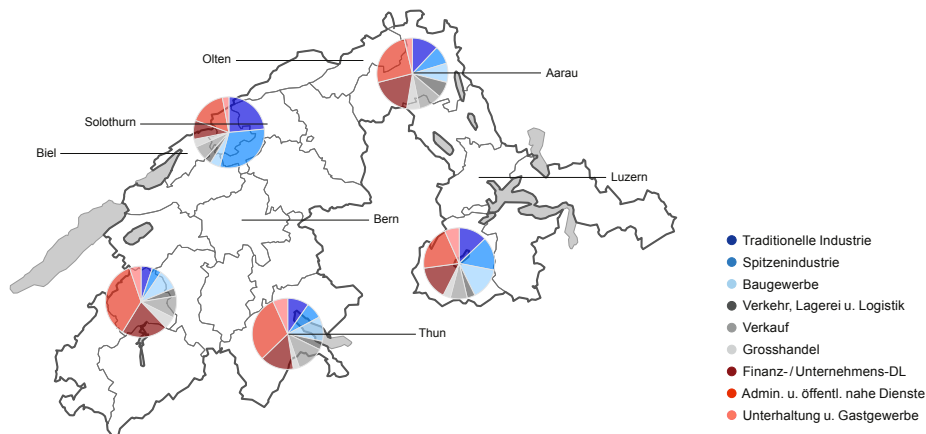 Olten
Aarau
Solothurn
Biel
Luzern
Bern
Thun
Traditionelle Industrie
Spitzenindustrie
Baugewerbe
Verkehr, Lagerei u. Logistik
Verkauf
Grosshandel
Finanz-/Unternehmens-DL
Admin. u. öffentl. nahe Dienste
Unterhaltung u. Gastgewerbe